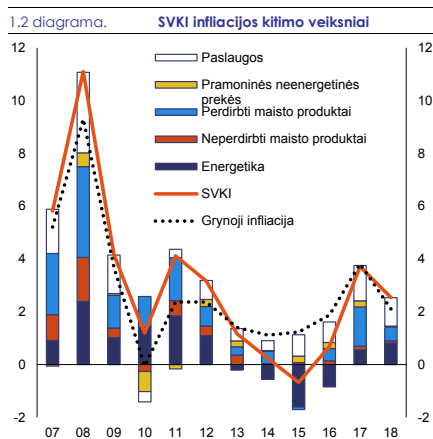 1.2 diagrama. SVKI infliacijos kitimo veiksniai
12 12
10 10
8 8
6 6
4 4
2 2
0 0
-2 -2
Paslaugos
Pramoninės neenergetinės
prekės
Perdirbti maisto produktai
Neperdirbti maisto produktai
Energetika
SVKI
Grynoji infliacija
07 08 09 10 11 12 13 14 15 16 17 18